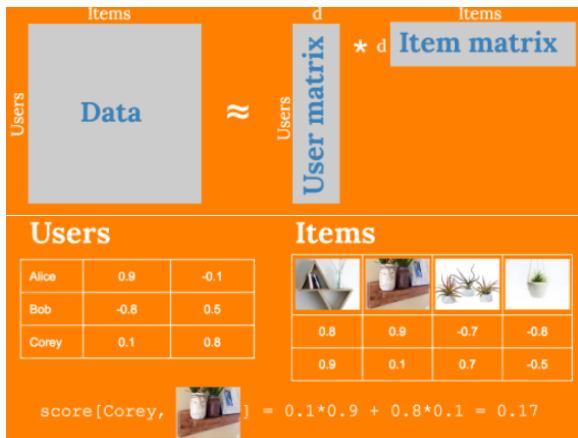 Items
Users
Data
≈
d
Users
User matrix
*
d
Items
Item matrix
Users
Alice 0.9 -0.1
Bob -0.8 0.5
Corey 0.1 0.8
Items
0.8 0.9 -0.7 -0.8
0.9 0.1 0.7 -0.5
score[Corey, ] = 0.1*0.9 + 0.8*0.1 = 0.17